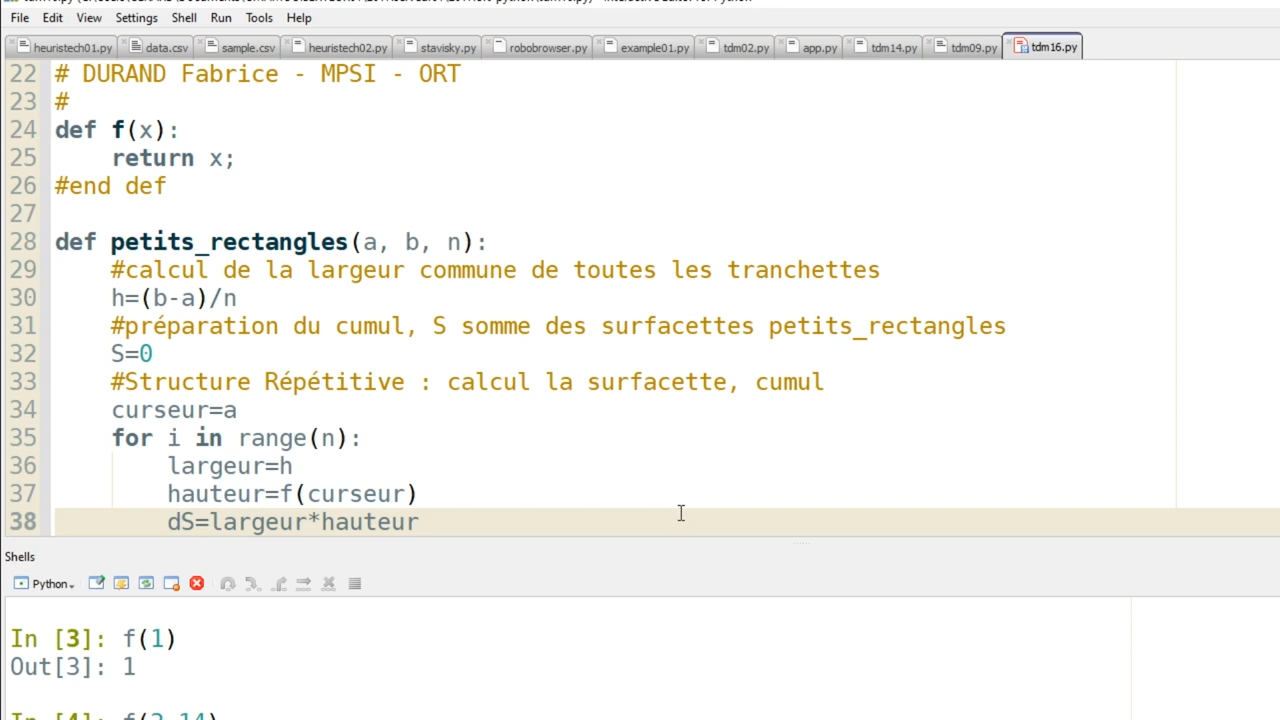 File Edit View Settings Shell Run Tools Help
heuristech01.py data.csv sample.csv heuristech02.py stavisky.py robobrowser.py example01.py tdm02.py app.py tdm14.py tdm09.py tdm16.py
22 # DURAND Fabrice - MPSI - ORT
23 #
24 def f(x):
25 return x;
26 #end def
27
28 def petits_rectangles(a, b, n):
29 #calcul de la largeur commune de toutes les tranchettes
30 h=(b-a)/n
31 #préparation du cumul, S somme des surfacettes petits_rectangles
32 S=0
33 #Structure Répétitive : calcul la surfacette, cumul
34 curseur=a
35 for i in range(n):
36 largeur=h
37 hauteur=f(curseur)
38 dS=largeur*hauteur
Shells
Python
In [3]: f(1)
Out[3]: 1
In [4]: f(3.14)